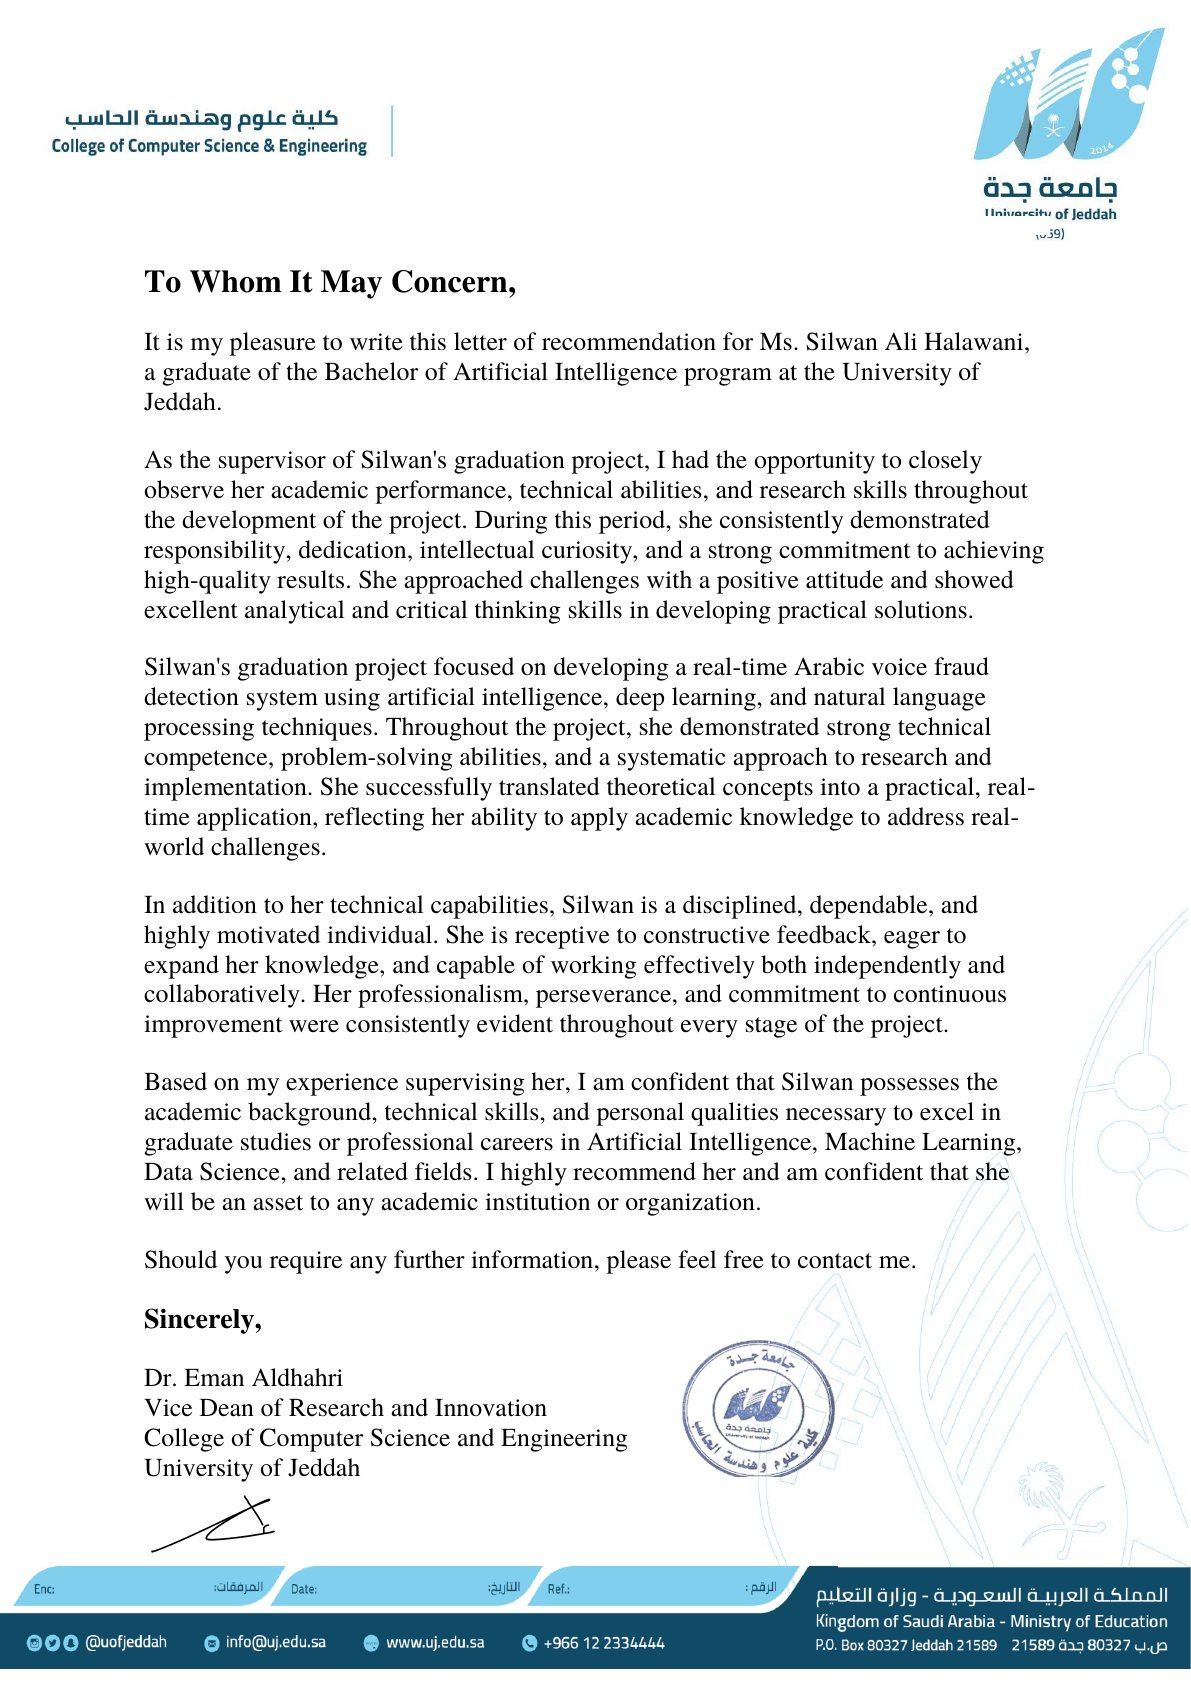 كلية علوم وهندسة الحاسب
College of Computer Science & Engineering
2014
جامعة جدة
University of Jeddah
To Whom It May Concern,
It is my pleasure to write this letter of recommendation for Ms. Silwan Ali Halawani,
a graduate of the Bachelor of Artificial Intelligence program at the University of
Jeddah.
As the supervisor of Silwan's graduation project, I had the opportunity to closely
observe her academic performance, technical abilities, and research skills throughout
the development of the project. During this period, she consistently demonstrated
responsibility, dedication, intellectual curiosity, and a strong commitment to achieving
high-quality results. She approached challenges with a positive attitude and showed
excellent analytical and critical thinking skills in developing practical solutions.
Silwan's graduation project focused on developing a real-time Arabic voice fraud
detection system using artificial intelligence, deep learning, and natural language
processing techniques. Throughout the project, she demonstrated strong technical
competence, problem-solving abilities, and a systematic approach to research and
implementation. She successfully translated theoretical concepts into a practical, real-
time application, reflecting her ability to apply academic knowledge to address real-
world challenges.
In addition to her technical capabilities, Silwan is a disciplined, dependable, and
highly motivated individual. She is receptive to constructive feedback, eager to
expand her knowledge, and capable of working effectively both independently and
collaboratively. Her professionalism, perseverance, and commitment to continuous
improvement were consistently evident throughout every stage of the project.
Based on my experience supervising her, I am confident that Silwan possesses the
academic background, technical skills, and personal qualities necessary to excel in
graduate studies or professional careers in Artificial Intelligence, Machine Learning,
Data Science, and related fields. I highly recommend her and am confident that she
will be an asset to any academic institution or organization.
Should you require any further information, please feel free to contact me.
Sincerely,
Dr. Eman Aldhahri
Vice Dean of Research and Innovation
College of Computer Science and Engineering
University of Jeddah
جامعة جدة
جامعة جدة
University of Jeddah
كلية علوم وهندسة الحاسب
Enc: المرفقات:
Date: التاريخ:
Ref.: الرقم :
المملكة العربية السعودية - وزارة التعليم
Kingdom of Saudi Arabia - Ministry of Education
P.O. Box 80327 Jeddah 21589 ص.ب 80327 جدة 21589
@uofjeddah info@uj.edu.sa www.uj.edu.sa +966 12 2334444